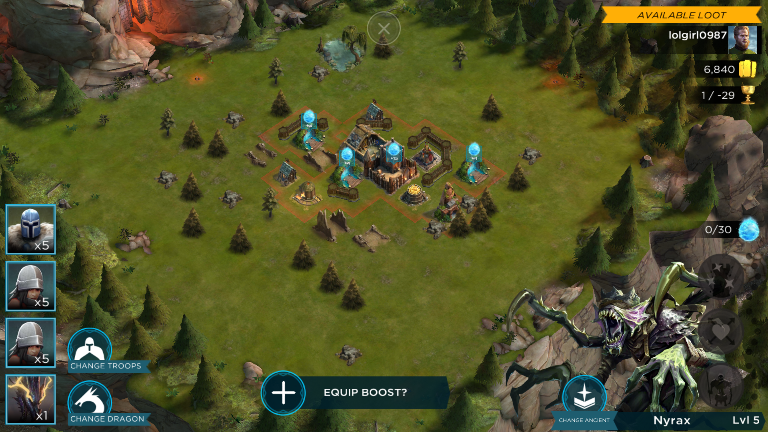 AVAILABLE LOOT
lolgirl0987
6,840
1 / -29
0/30
x5
x5
x5
x1
CHANGE TROOPS
CHANGE DRAGON
EQUIP BOOST?
CHANGE ANCIENT
Nyrax
Lvl 5